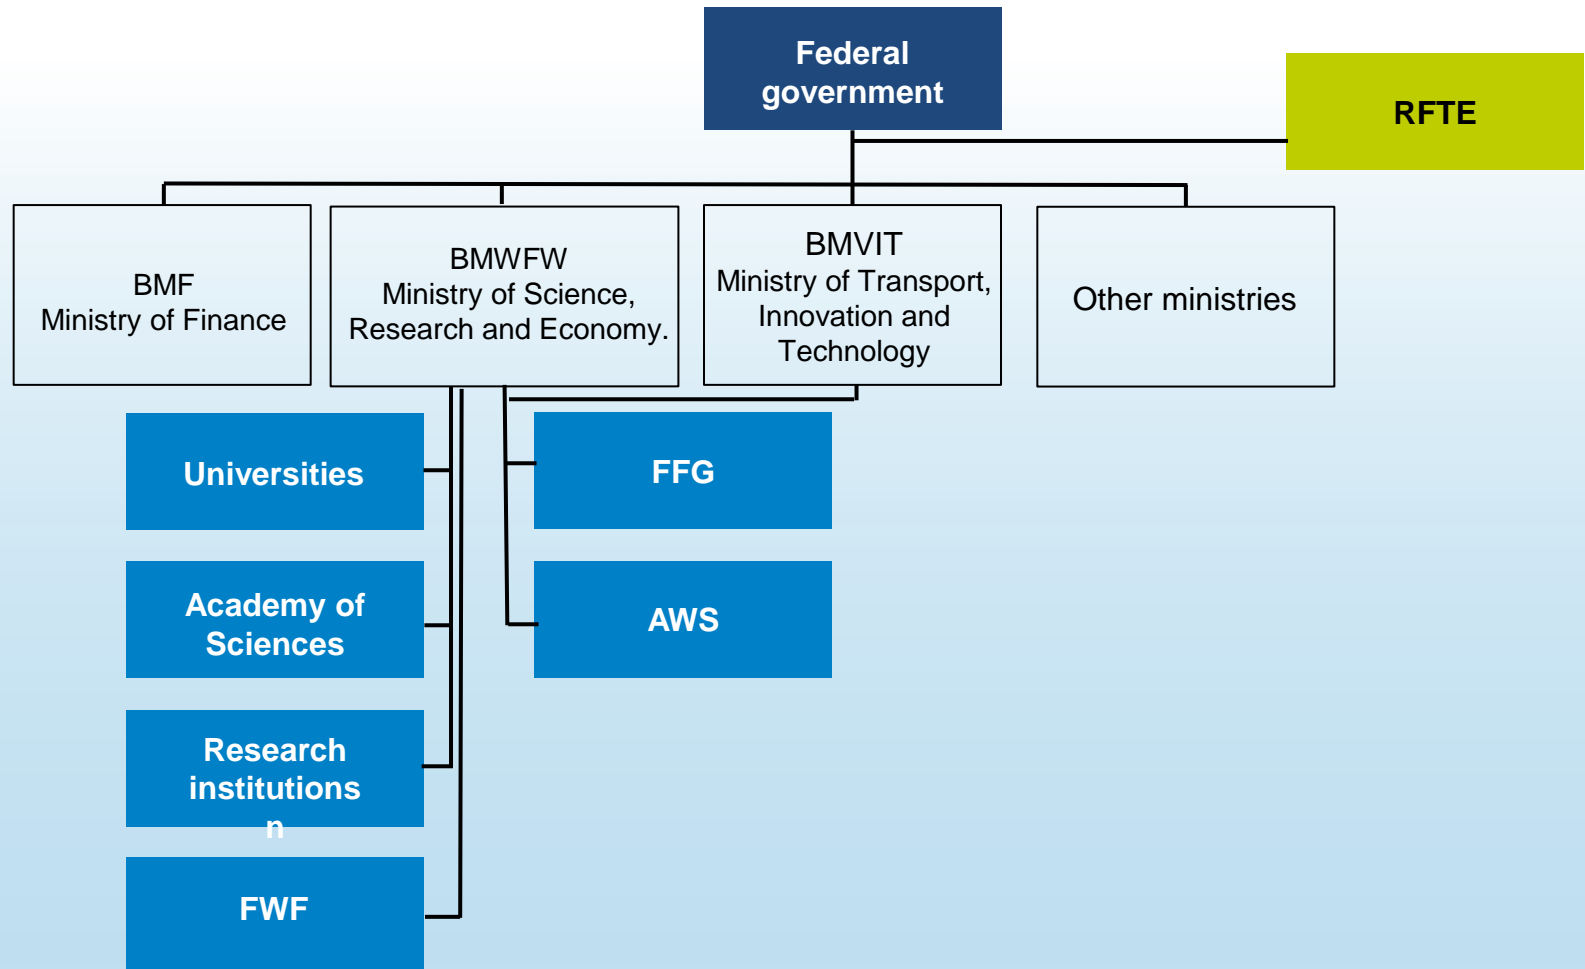 Federal
government
RFTE
BMF
Ministry of Finance
BMWFW
Ministry of Science,
Research and Economy.
BMVIT
Ministry of Transport,
Innovation and
Technology
Other ministries
Universities
FFG
Academy of
Sciences
AWS
Research
institutions
n
FWF